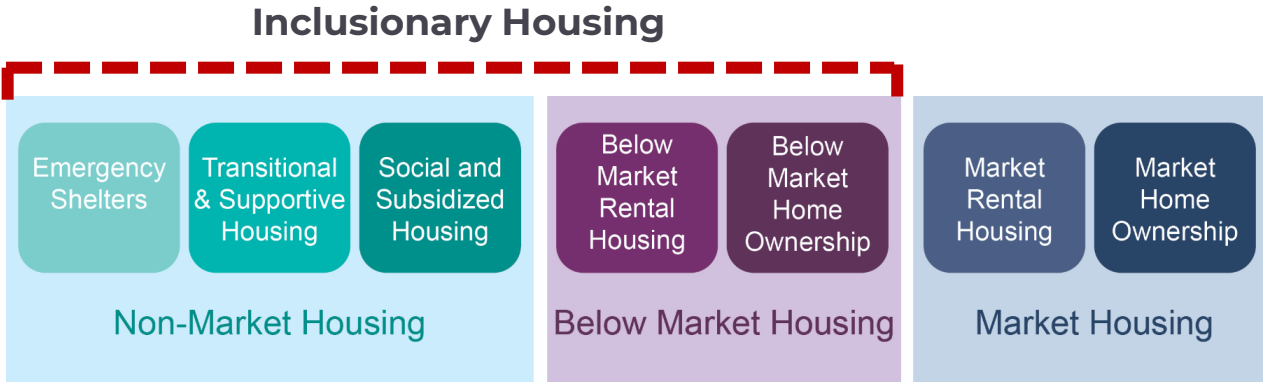 Inclusionary Housing
Emergency
Shelters
Transitional
& Supportive
Housing
Social and
Subsidized
Housing
Non-Market Housing
Below
Market
Rental
Housing
Below
Market
Home
Ownership
Below Market Housing
Market
Rental
Housing
Market
Home
Ownership
Market Housing